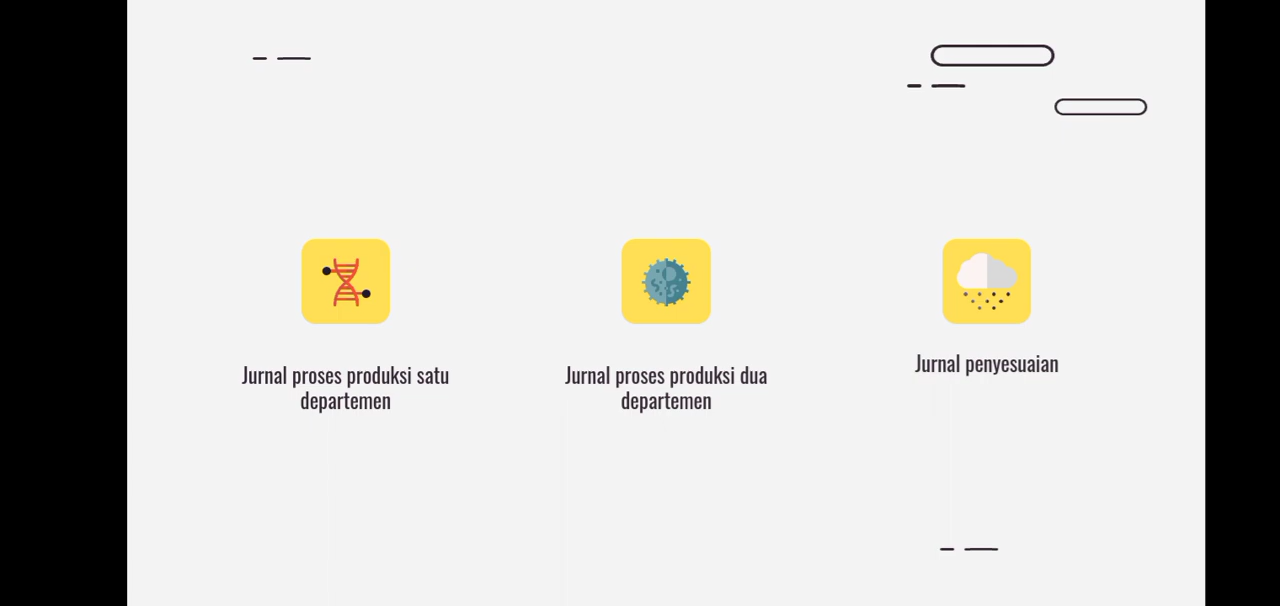 Jurnal proses produksi satu
departemen
Jurnal proses produksi dua
departemen
Jurnal penyesuaian